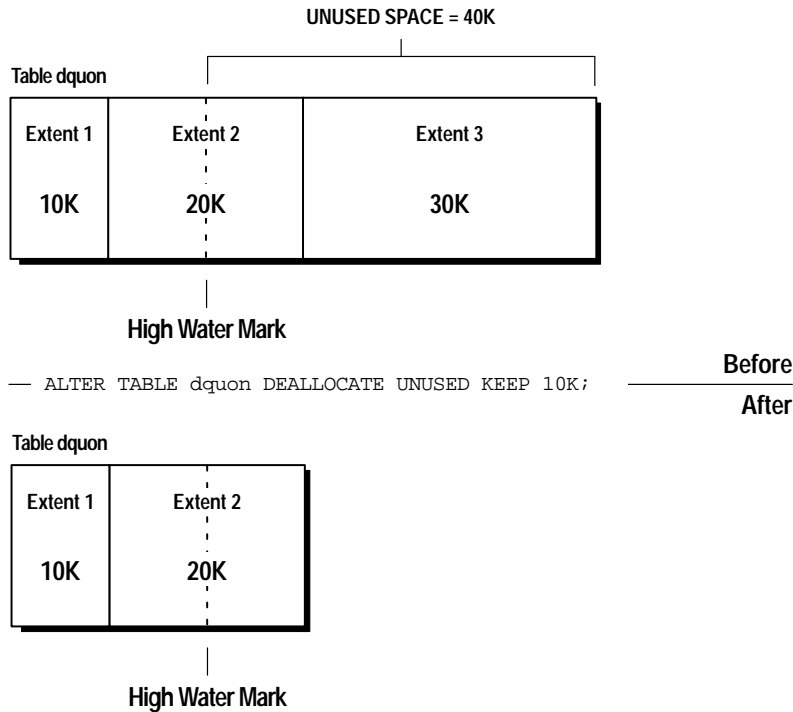 UNUSED SPACE = 40K
Table dquon
Extent 1 Extent 2 Extent 3
10K 20K 30K
High Water Mark
Before
ALTER TABLE dquon DEALLOCATE UNUSED KEEP 10K;
After
Table dquon
Extent 1 Extent 2
10K 20K
High Water Mark